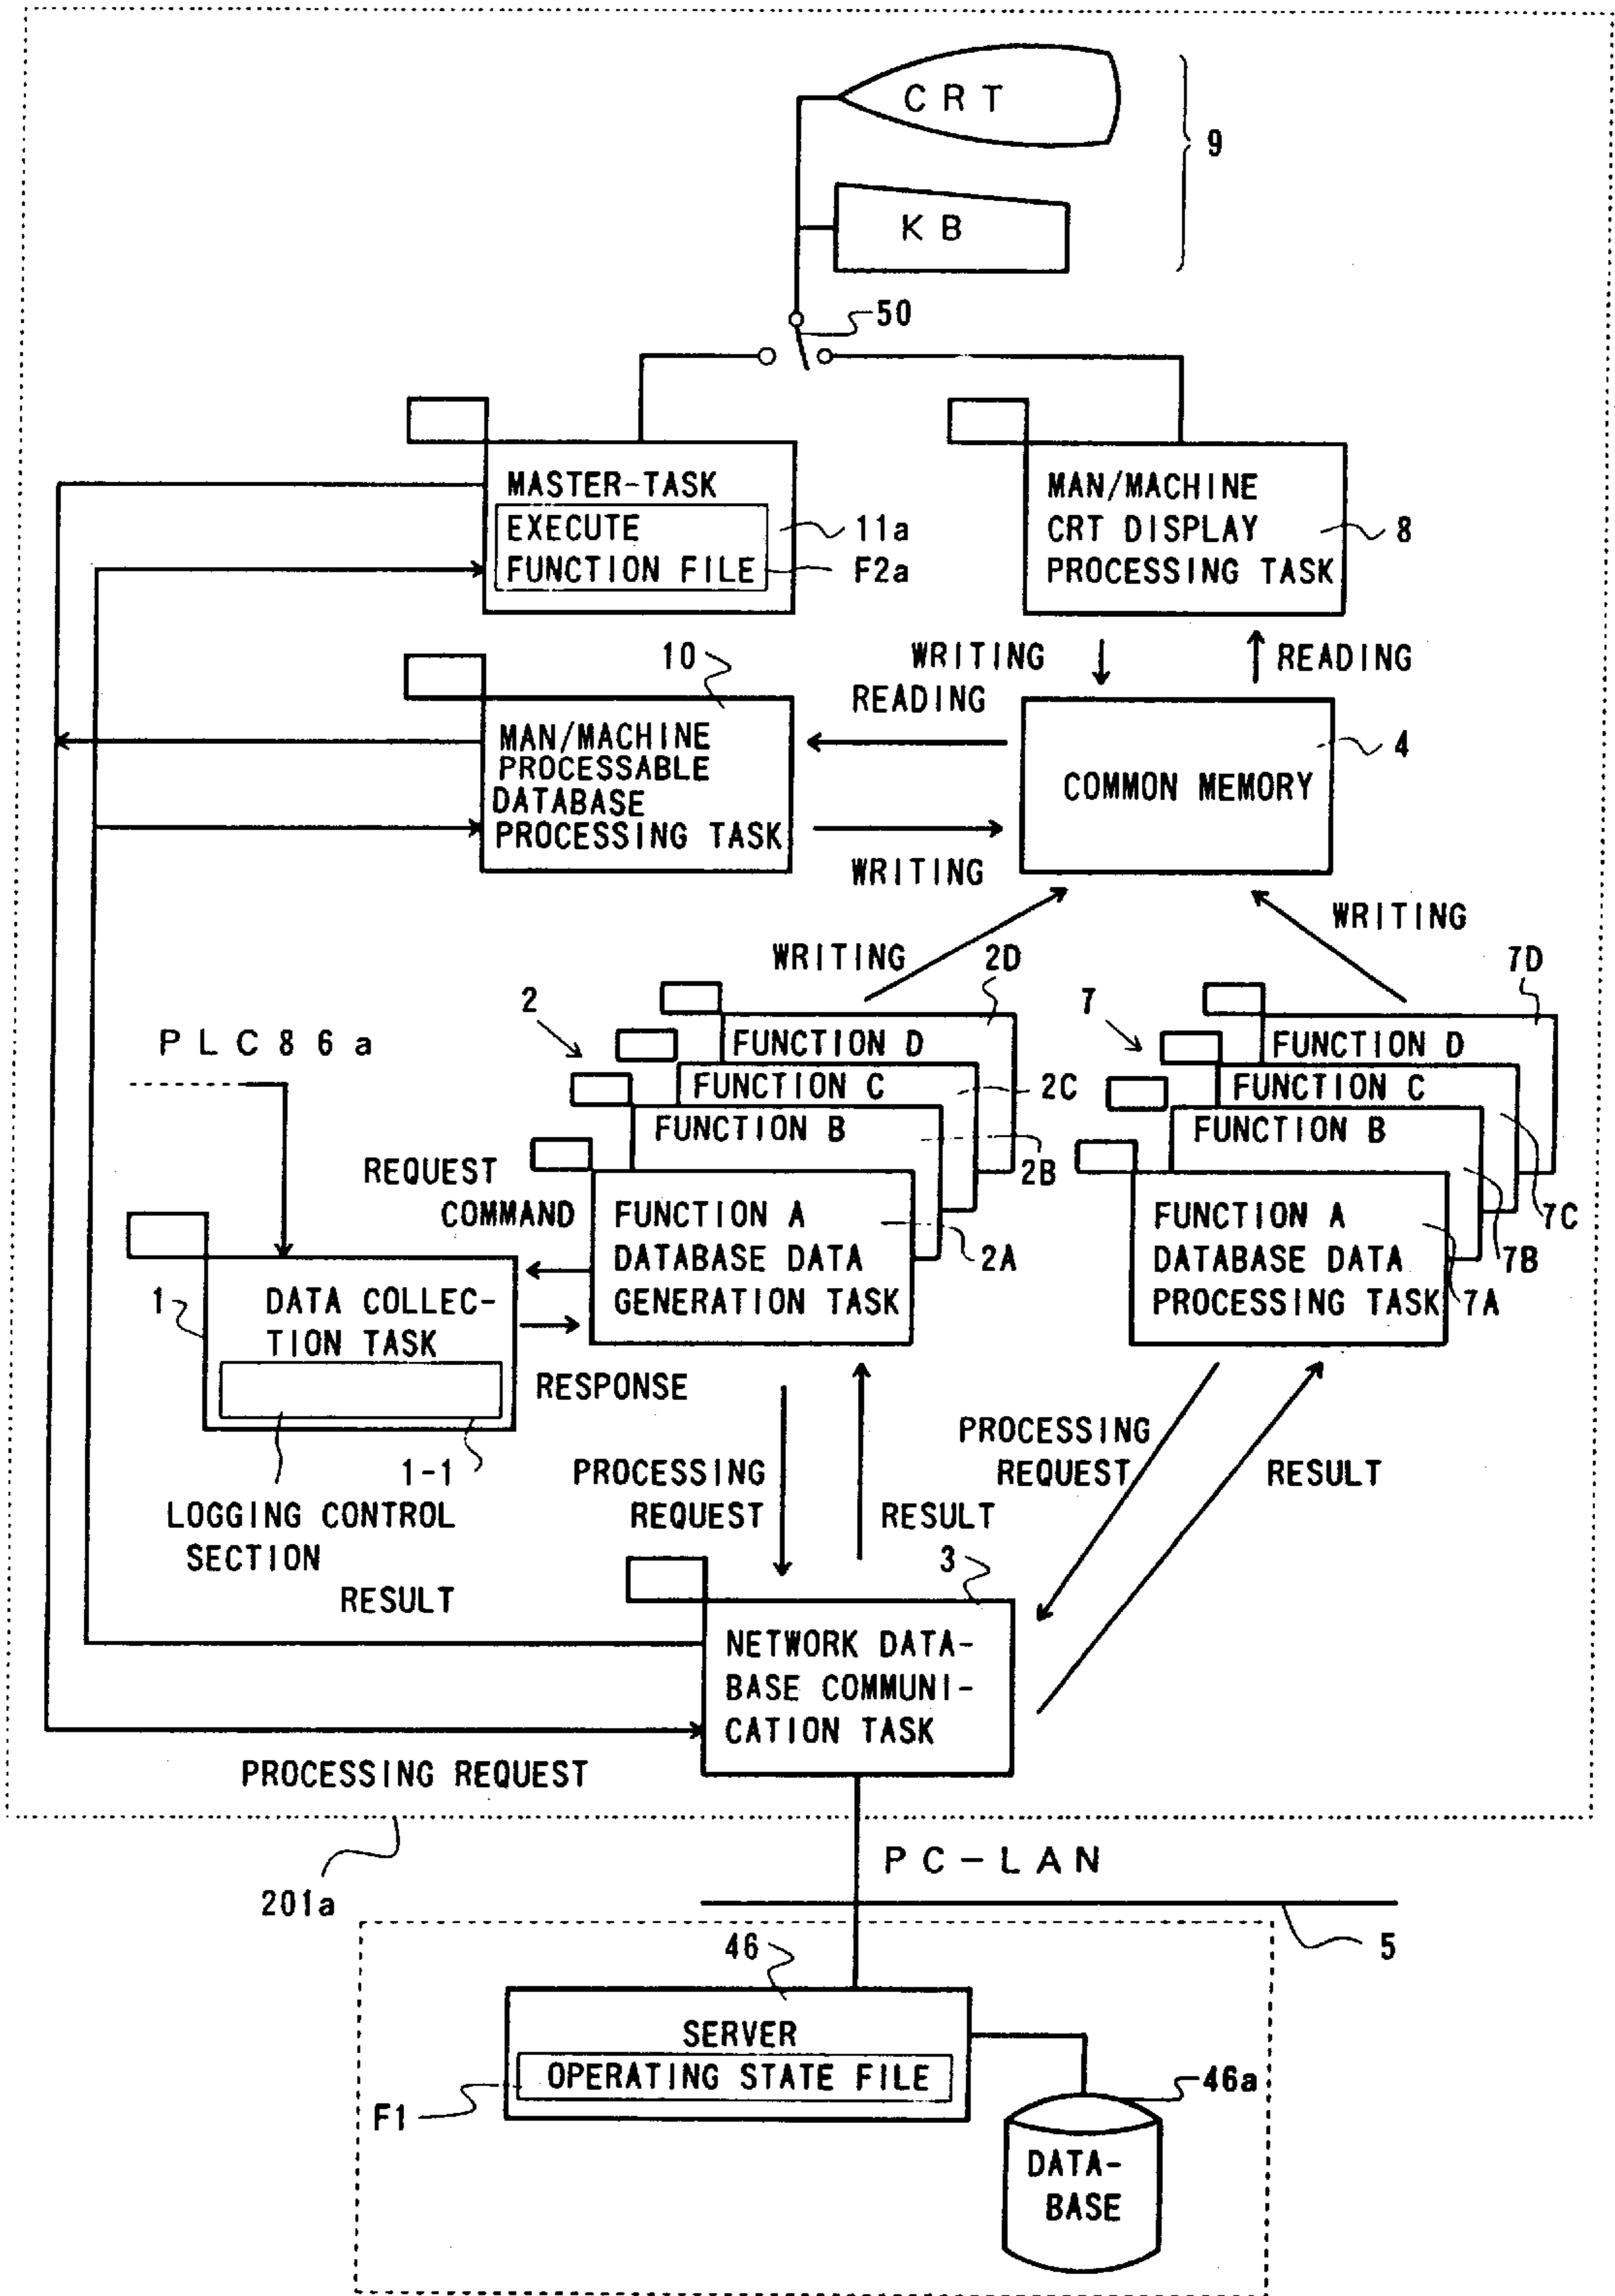 CRT
9
KB
50
MASTER-TASK
EXECUTE
FUNCTION FILE
11a
F2a
MAN/MACHINE
CRT DISPLAY
PROCESSING TASK
8
10
WRITING
READING
READING
MAN/MACHINE
PROCESSABLE
DATABASE
PROCESSING TASK
COMMON MEMORY
4
WRITING
WRITING
WRITING
2
2D
7
7D
PLC86a
FUNCTION D
FUNCTION C
2C
FUNCTION B
2B
FUNCTION D
FUNCTION C
7C
FUNCTION B
7B
REQUEST
COMMAND
FUNCTION A
DATABASE DATA
GENERATION TASK
2A
FUNCTION A
DATABASE DATA
PROCESSING TASK
7A
1
DATA COLLEC-
TION TASK
RESPONSE
1-1
LOGGING CONTROL
SECTION
PROCESSING
REQUEST
RESULT
PROCESSING
REQUEST
RESULT
RESULT
3
NETWORK DATA-
BASE COMMUNI-
CATION TASK
PROCESSING REQUEST
201a
PC-LAN
5
46
SERVER
OPERATING STATE FILE
F1
46a
DATA-
BASE